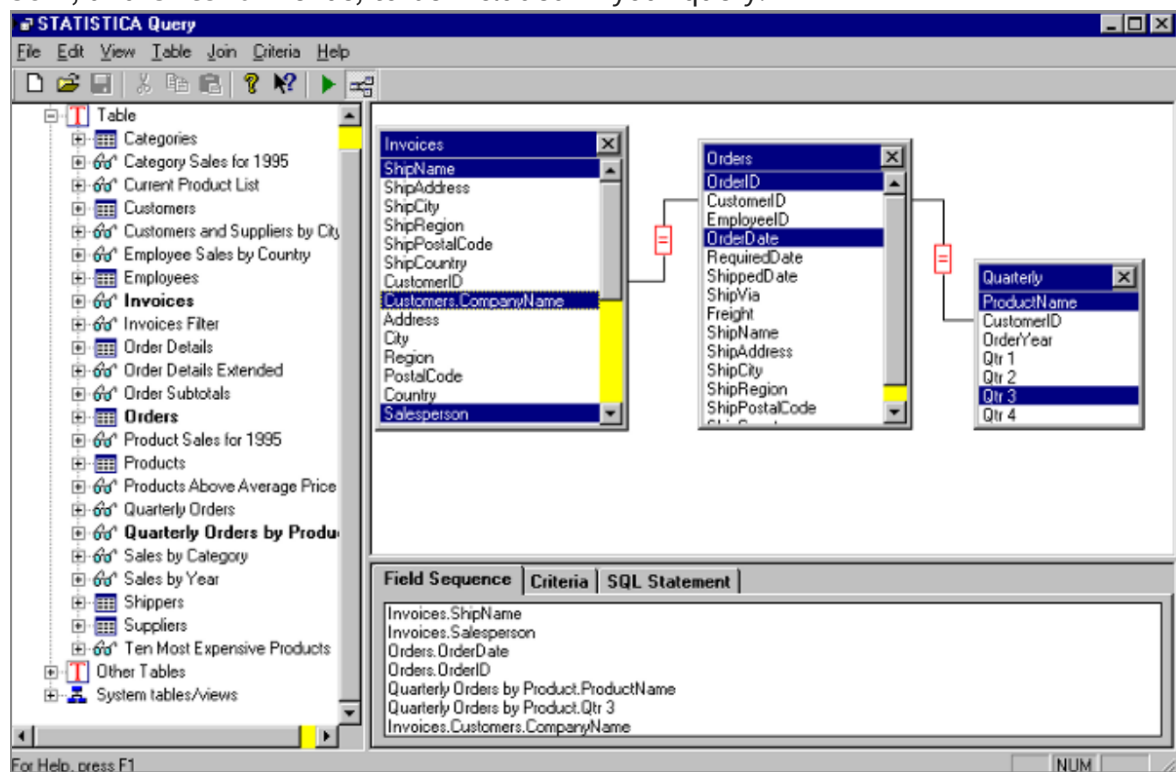 STATISTICA Query
File Edit View Table Join Criteria Help
Table
Categories
Category Sales for 1995
Current Product List
Customers
Customers and Suppliers by City
Employee Sales by Country
Employees
Invoices
Invoices Filter
Order Details
Order Details Extended
Order Subtotals
Orders
Product Sales for 1995
Products
Products Above Average Price
Quarterly Orders
Quarterly Orders by Produ
Sales by Category
Sales by Year
Shippers
Suppliers
Ten Most Expensive Products
Other Tables
System tables/views
Invoices
ShipName
ShipAddress
ShipCity
ShipRegion
ShipPostalCode
ShipCountry
CustomerID
Customers.CompanyName
Address
City
Region
PostalCode
Country
Salesperson
=
Orders
OrderID
CustomerID
EmployeeID
OrderDate
RequiredDate
ShippedDate
ShipVia
Freight
ShipName
ShipAddress
ShipCity
ShipRegion
ShipPostalCode
=
Quarterly
ProductName
CustomerID
OrderYear
Qtr 1
Qtr 2
Qtr 3
Qtr 4
Field Sequence Criteria SQL Statement
Invoices.ShipName
Invoices.Salesperson
Orders.OrderDate
Orders.OrderID
Quarterly Orders by Product.ProductName
Quarterly Orders by Product.Qtr 3
Invoices.Customers.CompanyName
For Help, press F1 NUM